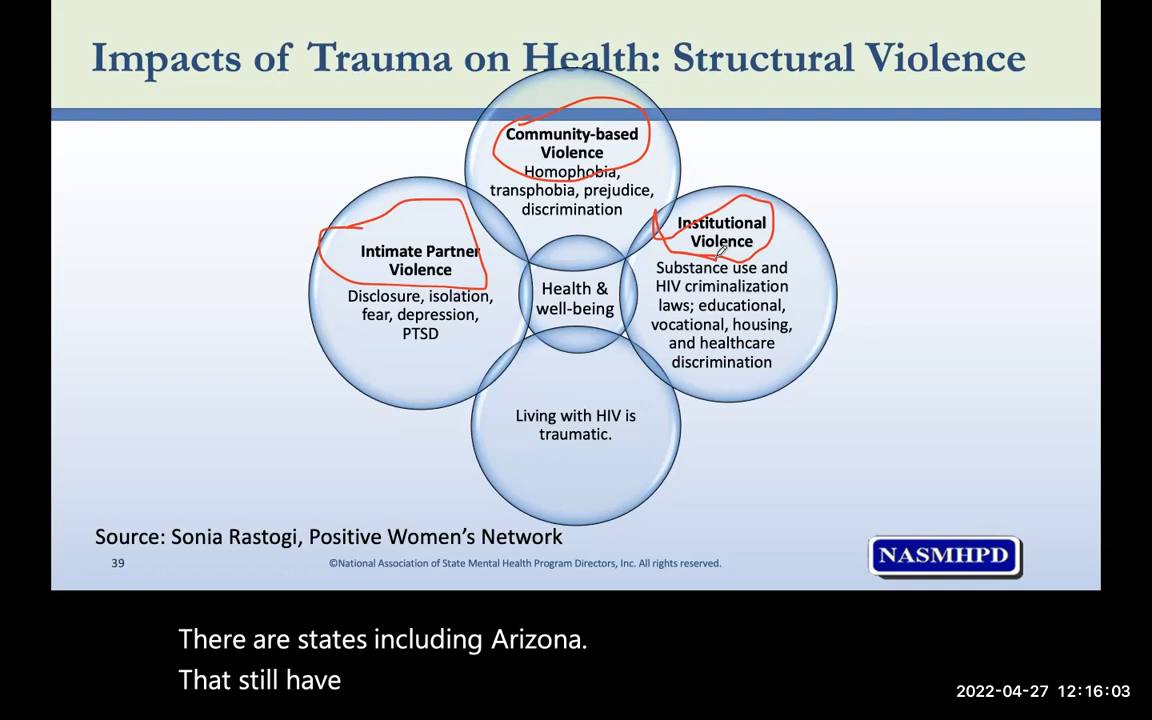 Impacts of Trauma on Health: Structural Violence
Community-based
Violence
Homophobia,
transphobia, prejudice,
discrimination
Intimate Partner
Violence
Disclosure, isolation,
fear, depression,
PTSD
Health &
well-being
Institutional
Violence
Substance use and
HIV criminalization
laws; educational,
vocational, housing,
and healthcare
discrimination
Living with HIV is
traumatic.
Source: Sonia Rastogi, Positive Women’s Network
39
©National Association of State Mental Health Program Directors, Inc. All rights reserved.
NASMHPD
There are states including Arizona.
That still have
2022-04-27 12:16:03